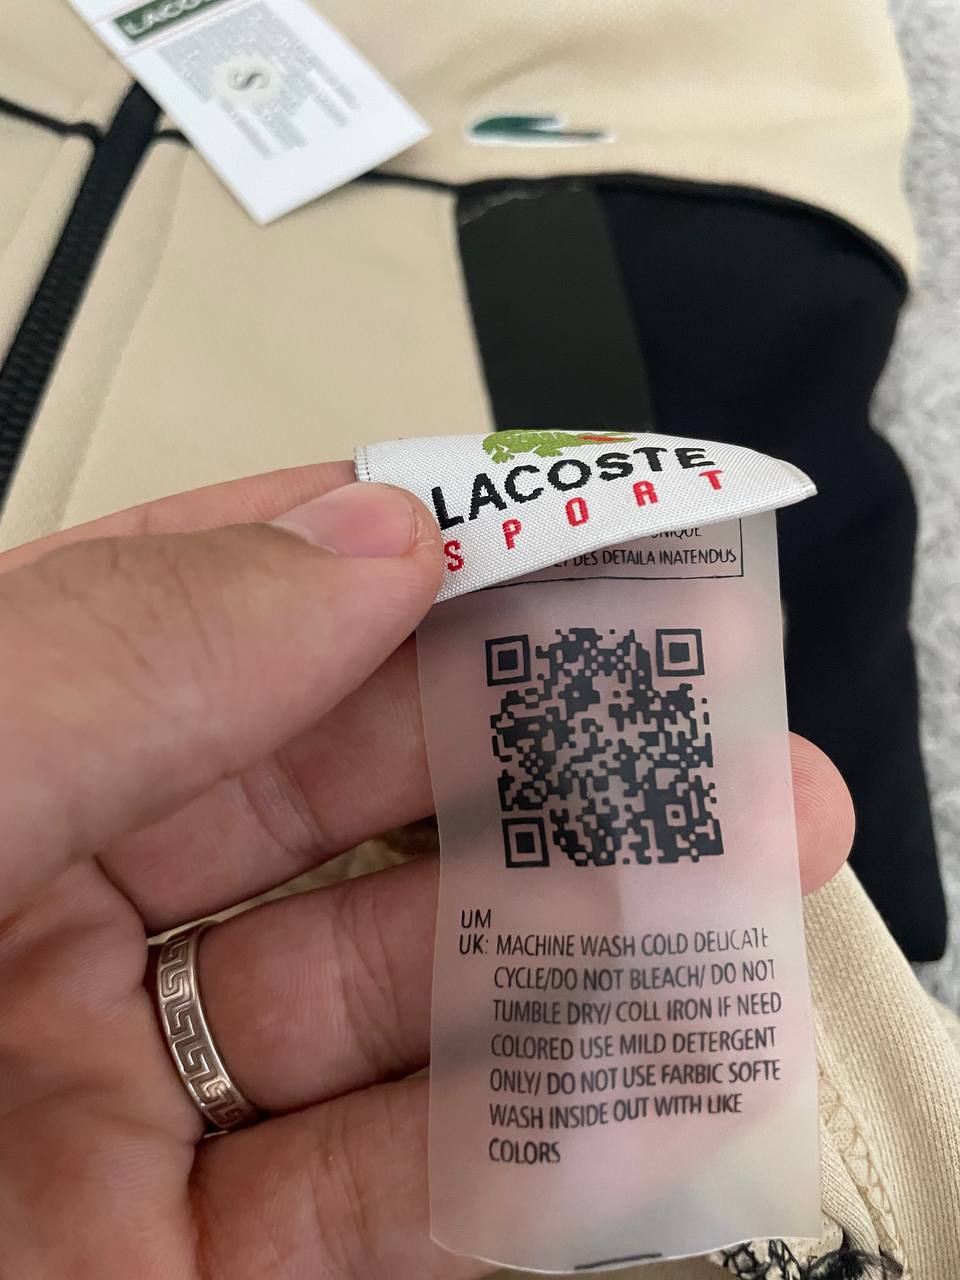 LACOSTE
S
LACOSTE
SPORT
UNIQUE
ET DES DETAILA INATENDUS
UM
UK: MACHINE WASH COLD DELICATE
CYCLE/DO NOT BLEACH/ DO NOT
TUMBLE DRY/ COLL IRON IF NEED
COLORED USE MILD DETERGENT
ONLY/ DO NOT USE FARBIC SOFTE
WASH INSIDE OUT WITH LIKE
COLORS